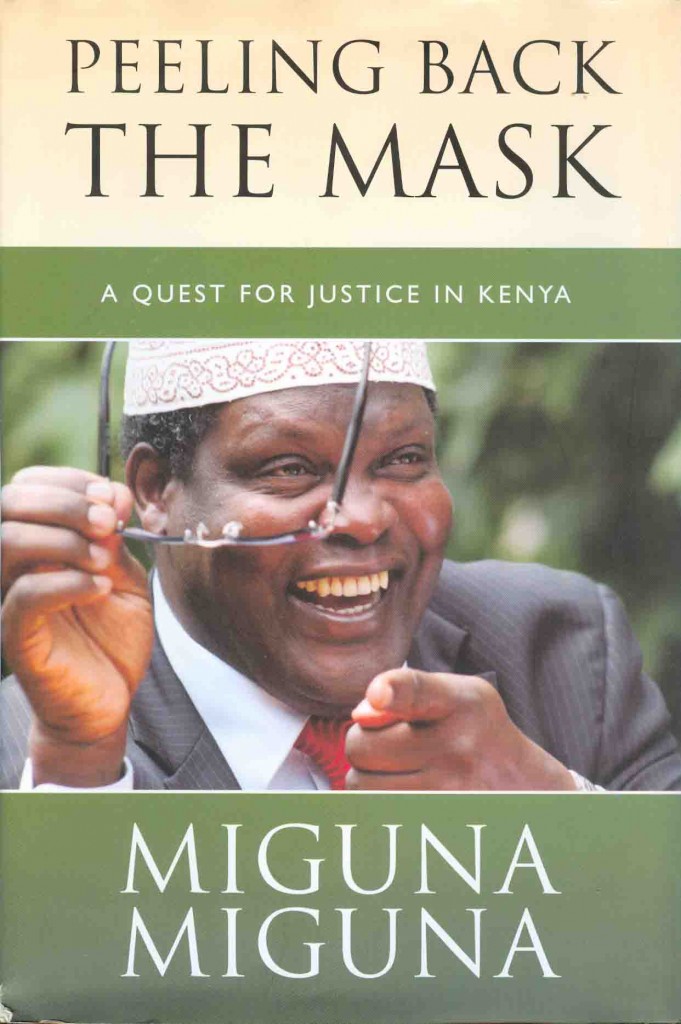 PEELING BACK
THE MASK
A QUEST FOR JUSTICE IN KENYA
MIGUNA
MIGUNA